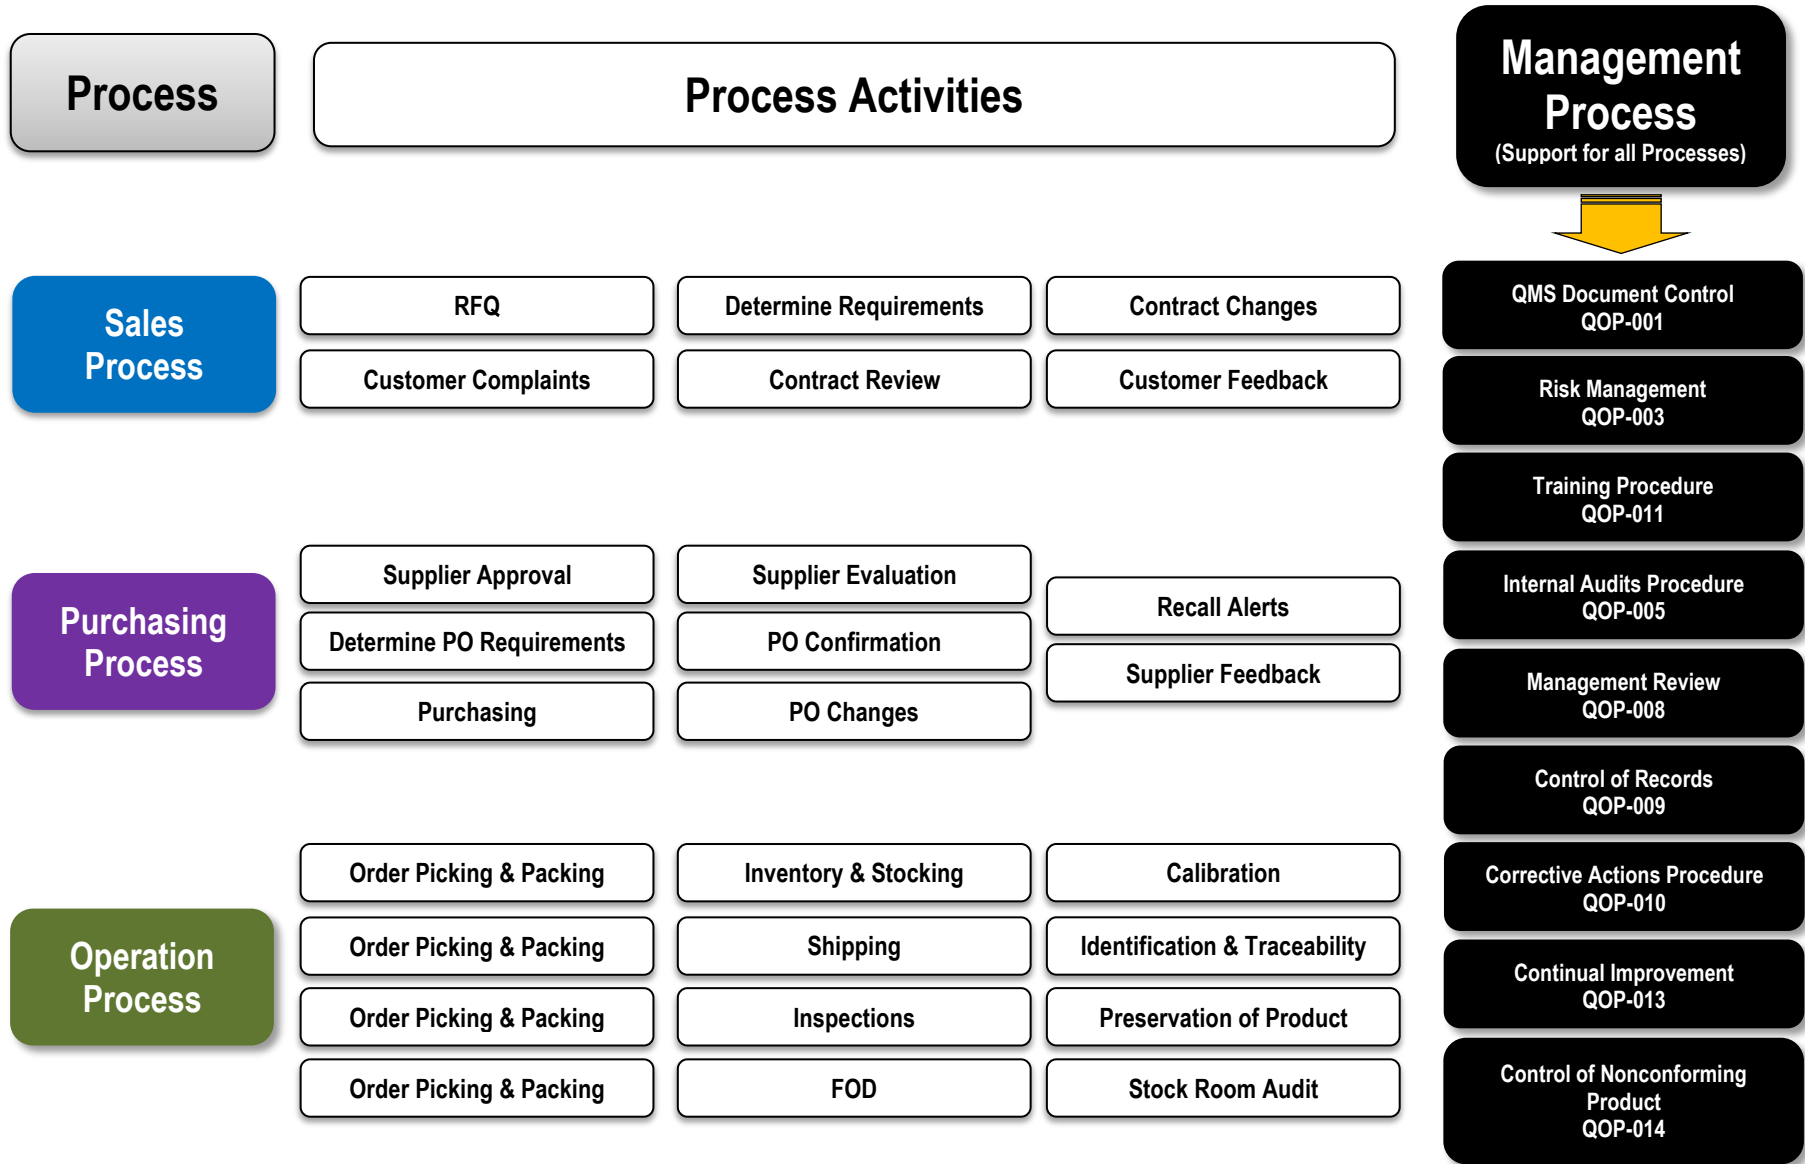 Process
Process Activities
Management
Process
(Support for all Processes)
Sales
Process
RFQ
Determine Requirements
Contract Changes
Customer Complaints
Contract Review
Customer Feedback
Purchasing
Process
Supplier Approval
Supplier Evaluation
Recall Alerts
Determine PO Requirements
PO Confirmation
Supplier Feedback
Purchasing
PO Changes
Operation
Process
Order Picking & Packing
Inventory & Stocking
Calibration
Order Picking & Packing
Shipping
Identification & Traceability
Order Picking & Packing
Inspections
Preservation of Product
Order Picking & Packing
FOD
Stock Room Audit
QMS Document Control
QOP-001
Risk Management
QOP-003
Training Procedure
QOP-011
Internal Audits Procedure
QOP-005
Management Review
QOP-008
Control of Records
QOP-009
Corrective Actions Procedure
QOP-010
Continual Improvement
QOP-013
Control of Nonconforming
Product
QOP-014